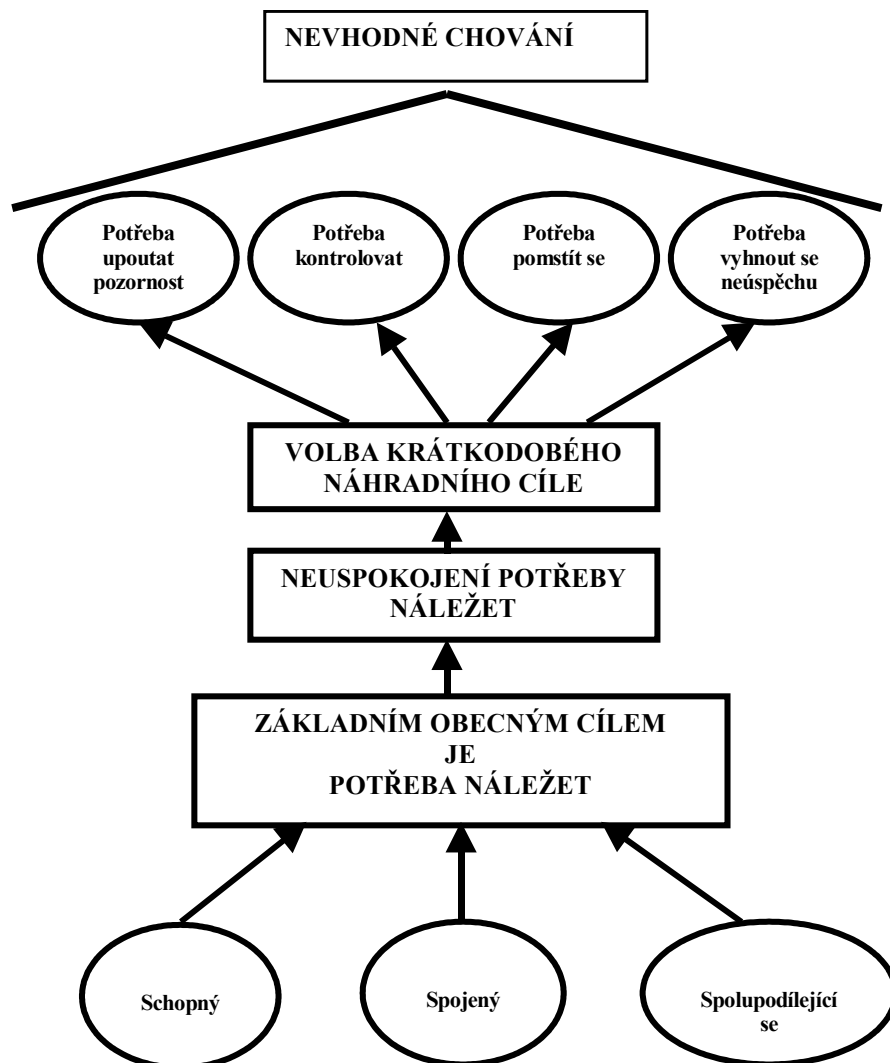 NEVHODNÉ CHOVÁNÍ
Potřeba
upoutat
pozornost
Potřeba
kontrolovat
Potřeba
pomstít se
Potřeba
vyhnout se
neúspěchu
VOLBA KRÁTKODOBÉHO
NÁHRADNÍHO CÍLE
NEUSPOKOJENÍ POTŘEBY
NÁLEŽET
ZÁKLADNÍM OBECNÝM CÍLEM
JE
POTŘEBA NÁLEŽET
Schopný
Spojený
Spolupodílející
se